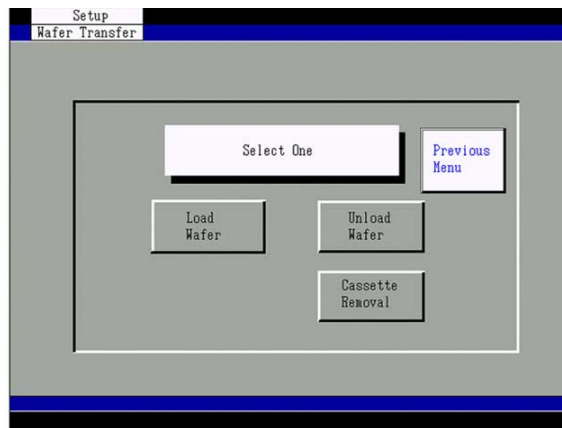 Setup
Wafer Transfer
Select One
Previous
Menu
Load
Wafer
Unload
Wafer
Cassette
Removal